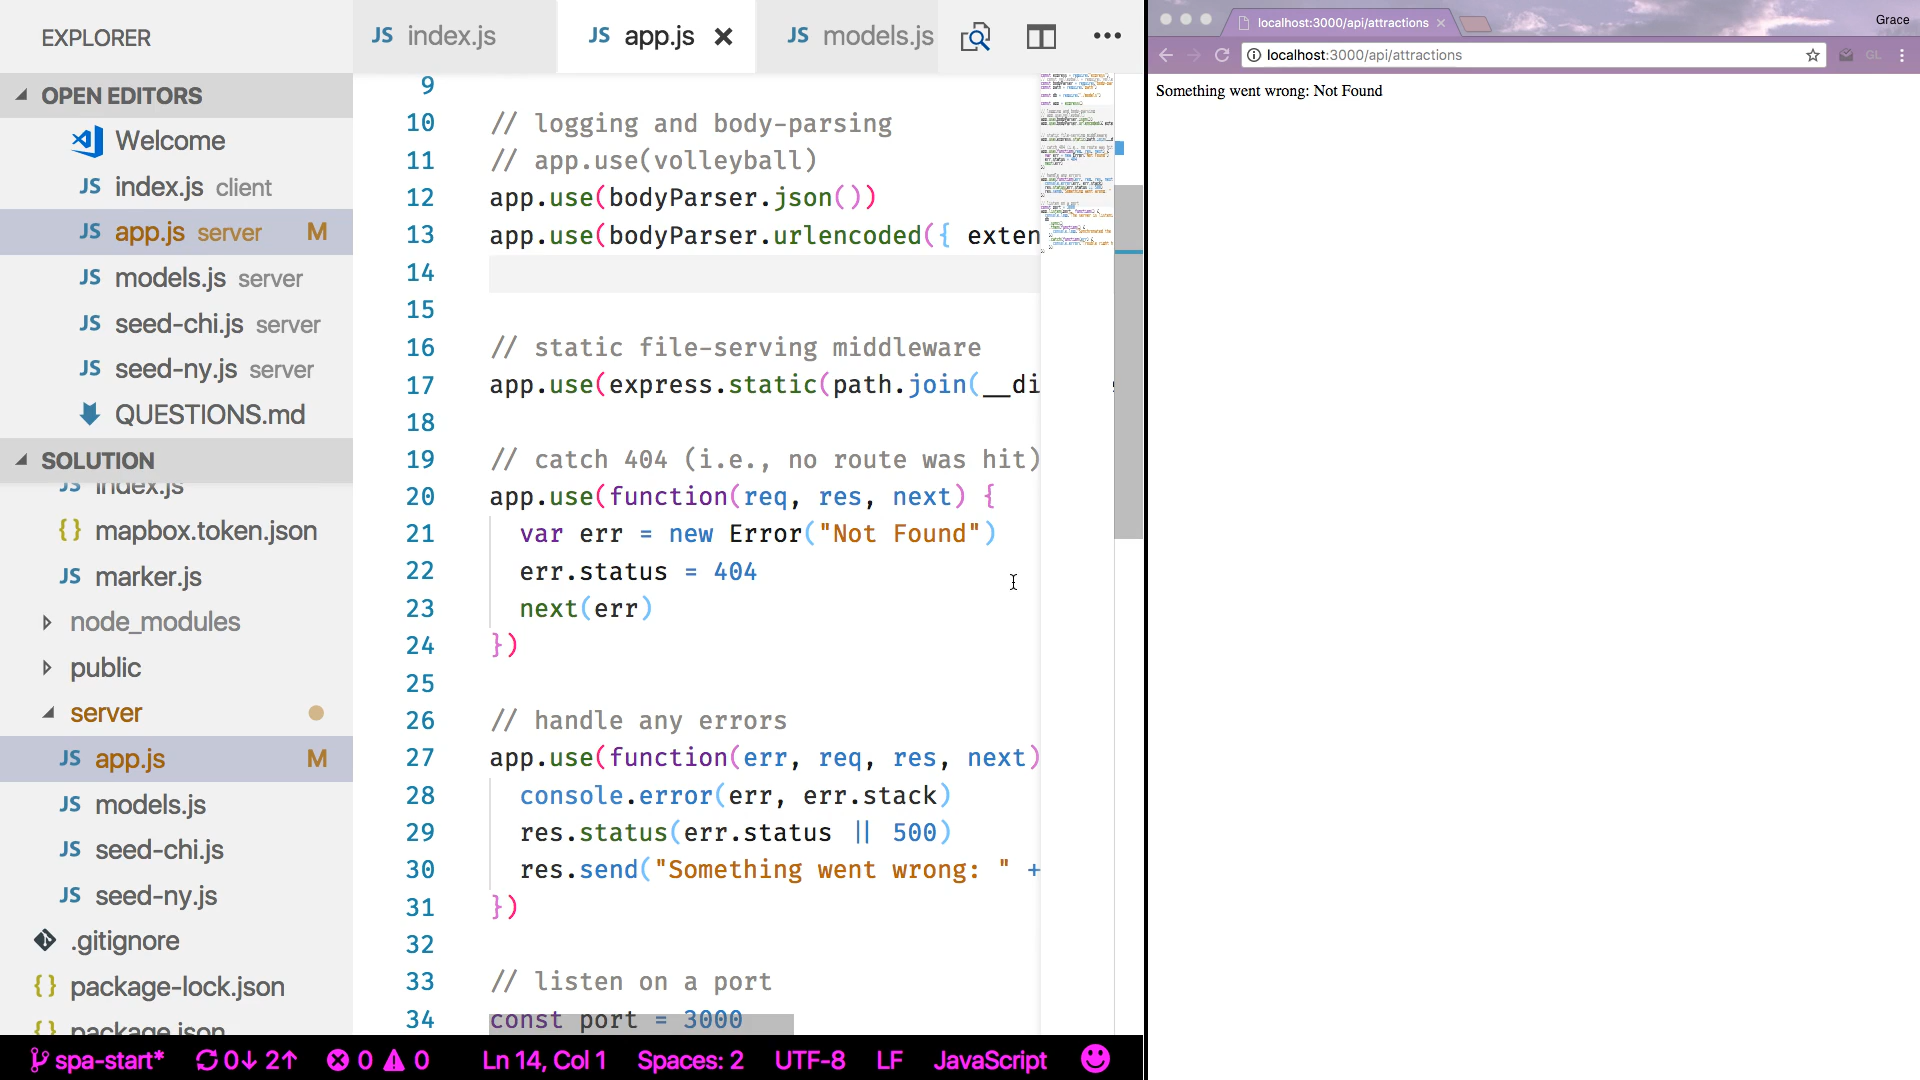 EXPLORER
OPEN EDITORS
Welcome
JS index.js client
JS app.js server M
JS models.js server
JS seed-chi.js server
JS seed-ny.js server
QUESTIONS.md
SOLUTION
JS index.js
{} mapbox.token.json
JS marker.js
node_modules
public
server
JS app.js M
JS models.js
JS seed-chi.js
JS seed-ny.js
.gitignore
{} package-lock.json
{} package.json
JS index.js
JS app.js
JS models.js
9
10 // logging and body-parsing
11 // app.use(volleyball)
12 app.use(bodyParser.json())
13 app.use(bodyParser.urlencoded({ exten
14
15
16 // static file-serving middleware
17 app.use(express.static(path.join(__di
18
19 // catch 404 (i.e., no route was hit)
20 app.use(function(req, res, next) {
21 var err = new Error("Not Found")
22 err.status = 404
23 next(err)
24 })
25
26 // handle any errors
27 app.use(function(err, req, res, next)
28 console.error(err, err.stack)
29 res.status(err.status || 500)
30 res.send("Something went wrong: " +
31 })
32
33 // listen on a port
34 const port = 3000
spa-start* 0↓ 2↑ 0 0 Ln 14, Col 1 Spaces: 2 UTF-8 LF JavaScript
localhost:3000/api/attractions
Grace
localhost:3000/api/attractions
GL
Something went wrong: Not Found